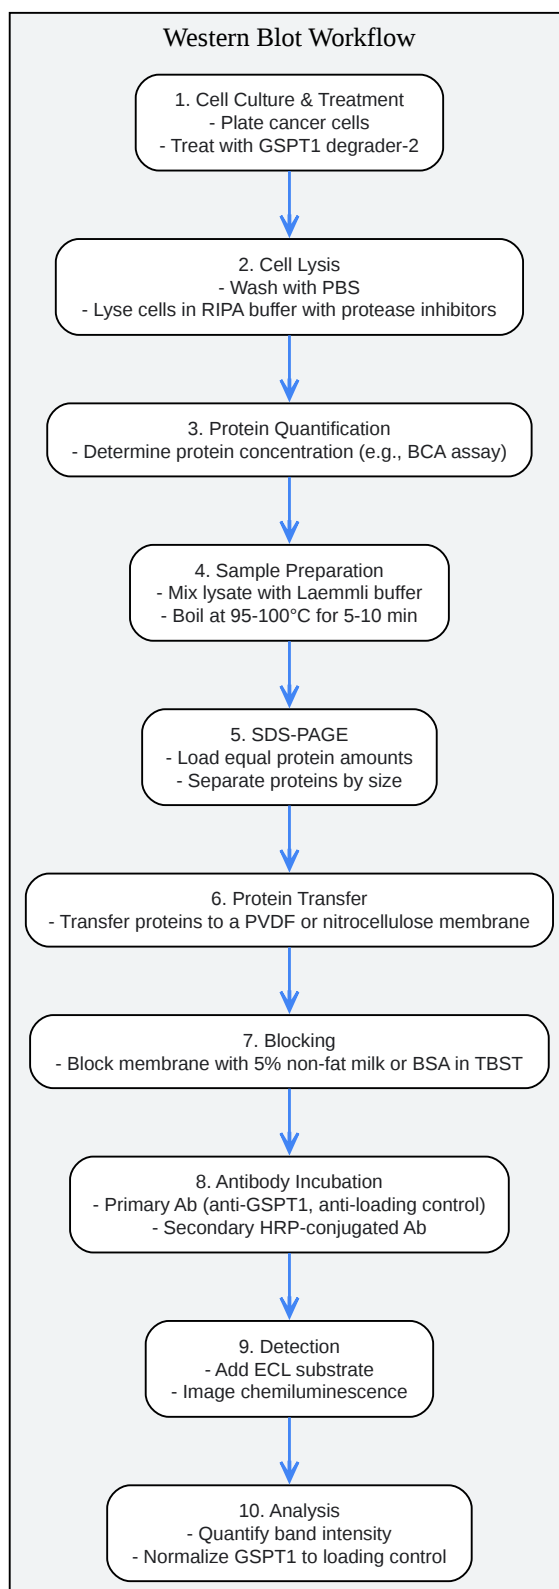 Western Blot Workflow
1. Cell Culture & Treatment
- Plate cancer cells
- Treat with GSPT1 degrader-2
2. Cell Lysis
- Wash with PBS
- Lyse cells in RIPA buffer with protease inhibitors
3. Protein Quantification
- Determine protein concentration (e.g., BCA assay)
4. Sample Preparation
- Mix lysate with Laemmli buffer
- Boil at 95-100°C for 5-10 min
5. SDS-PAGE
- Load equal protein amounts
- Separate proteins by size
6. Protein Transfer
- Transfer proteins to a PVDF or nitrocellulose membrane
7. Blocking
- Block membrane with 5% non-fat milk or BSA in TBST
8. Antibody Incubation
- Primary Ab (anti-GSPT1, anti-loading control)
- Secondary HRP-conjugated Ab
9. Detection
- Add ECL substrate
- Image chemiluminescence
10. Analysis
- Quantify band intensity
- Normalize GSPT1 to loading control